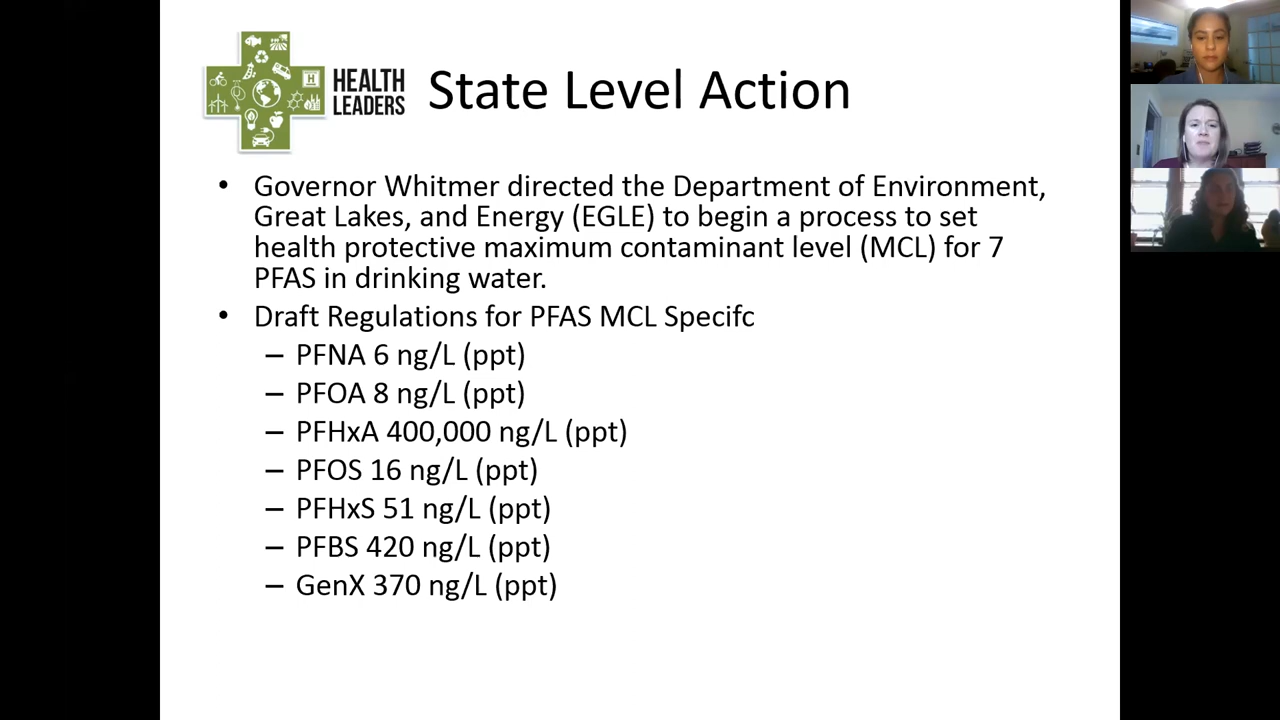 HEALTH
LEADERS
State Level Action
• Governor Whitmer directed the Department of Environment,
Great Lakes, and Energy (EGLE) to begin a process to set
health protective maximum contaminant level (MCL) for 7
PFAS in drinking water.
• Draft Regulations for PFAS MCL Specifc
– PFNA 6 ng/L (ppt)
– PFOA 8 ng/L (ppt)
– PFHxA 400,000 ng/L (ppt)
– PFOS 16 ng/L (ppt)
– PFHxS 51 ng/L (ppt)
– PFBS 420 ng/L (ppt)
– GenX 370 ng/L (ppt)